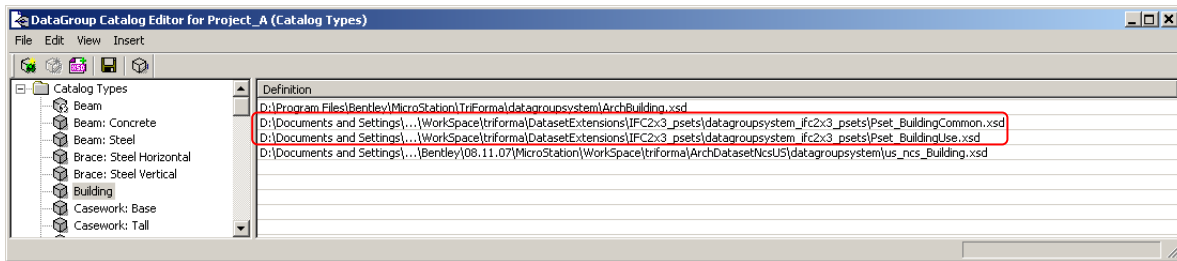 DataGroup Catalog Editor for Project_A (Catalog Types)
File Edit View Insert
Catalog Types
Beam
Beam: Concrete
Beam: Steel
Brace: Steel Horizontal
Brace: Steel Vertical
Building
Casework: Base
Casework: Tall
Definition
D:\Program Files\Bentley\MicroStation\TriForma\datagroupsystem\ArchBuilding.xsd
D:\Documents and Settings\...\WorkSpace\triforma\DatasetExtensions\IFC2x3_psets\datagroupsystem_ifc2x3_psets\Pset_BuildingCommon.xsd
D:\Documents and Settings\...\WorkSpace\triforma\DatasetExtensions\IFC2x3_psets\datagroupsystem_ifc2x3_psets\Pset_BuildingUse.xsd
D:\Documents and Settings\...\Bentley\08.11.07\MicroStation\WorkSpace\triforma\ArchDatasetNcsUS\datagroupsystem\us_ncs_Building.xsd